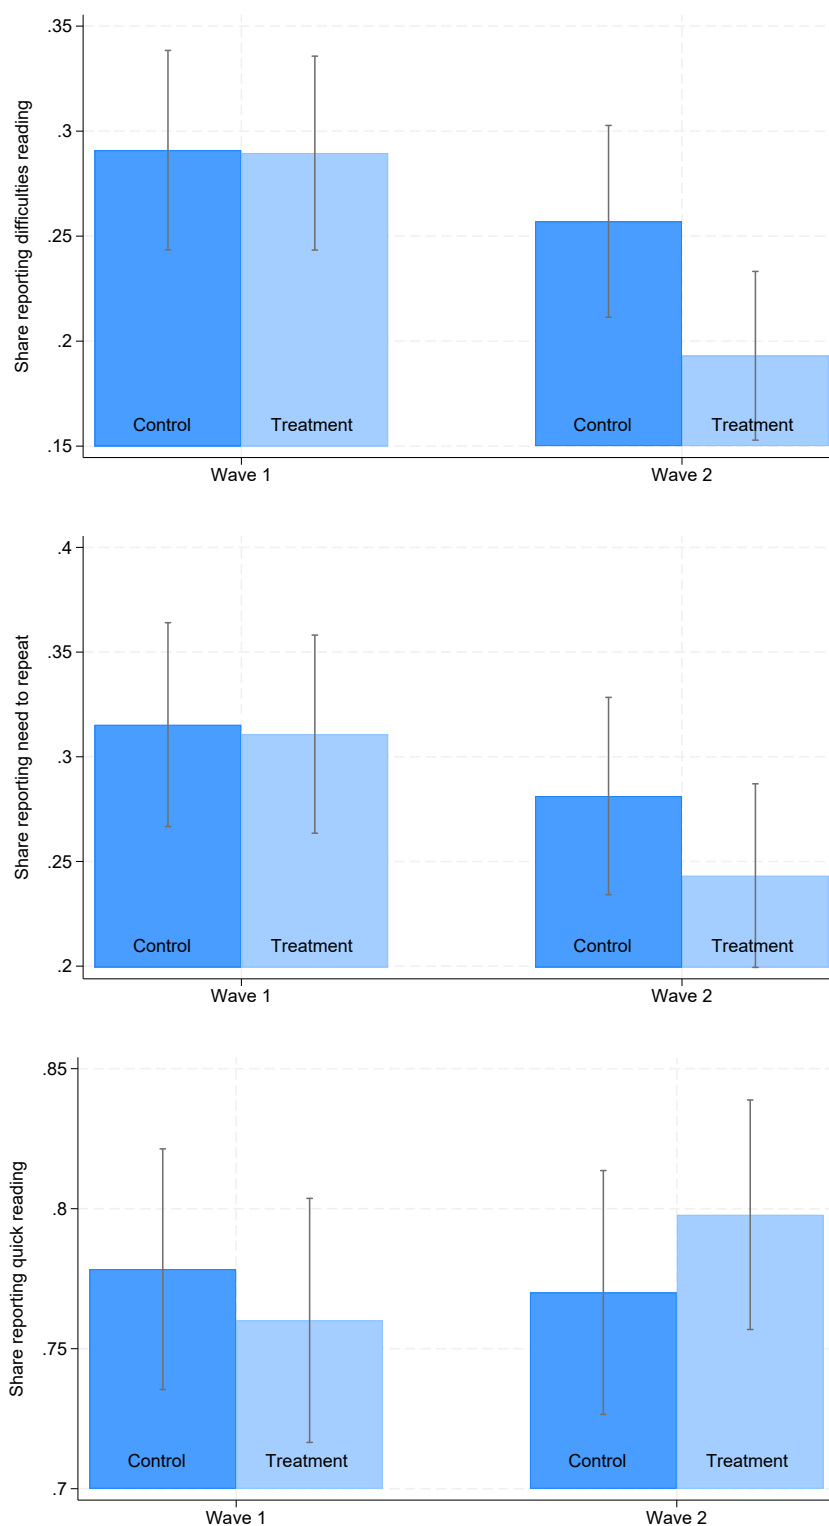 .35
.3
.25
.2
.15
Share reporting difficulties reading
Control
Treatment
Control
Treatment
Wave 1
Wave 2
.4
.35
.3
.25
.2
Share reporting need to repeat
Control
Treatment
Control
Treatment
Wave 1
Wave 2
.85
.8
.75
.7
Share reporting quick reading
Control
Treatment
Control
Treatment
Wave 1
Wave 2